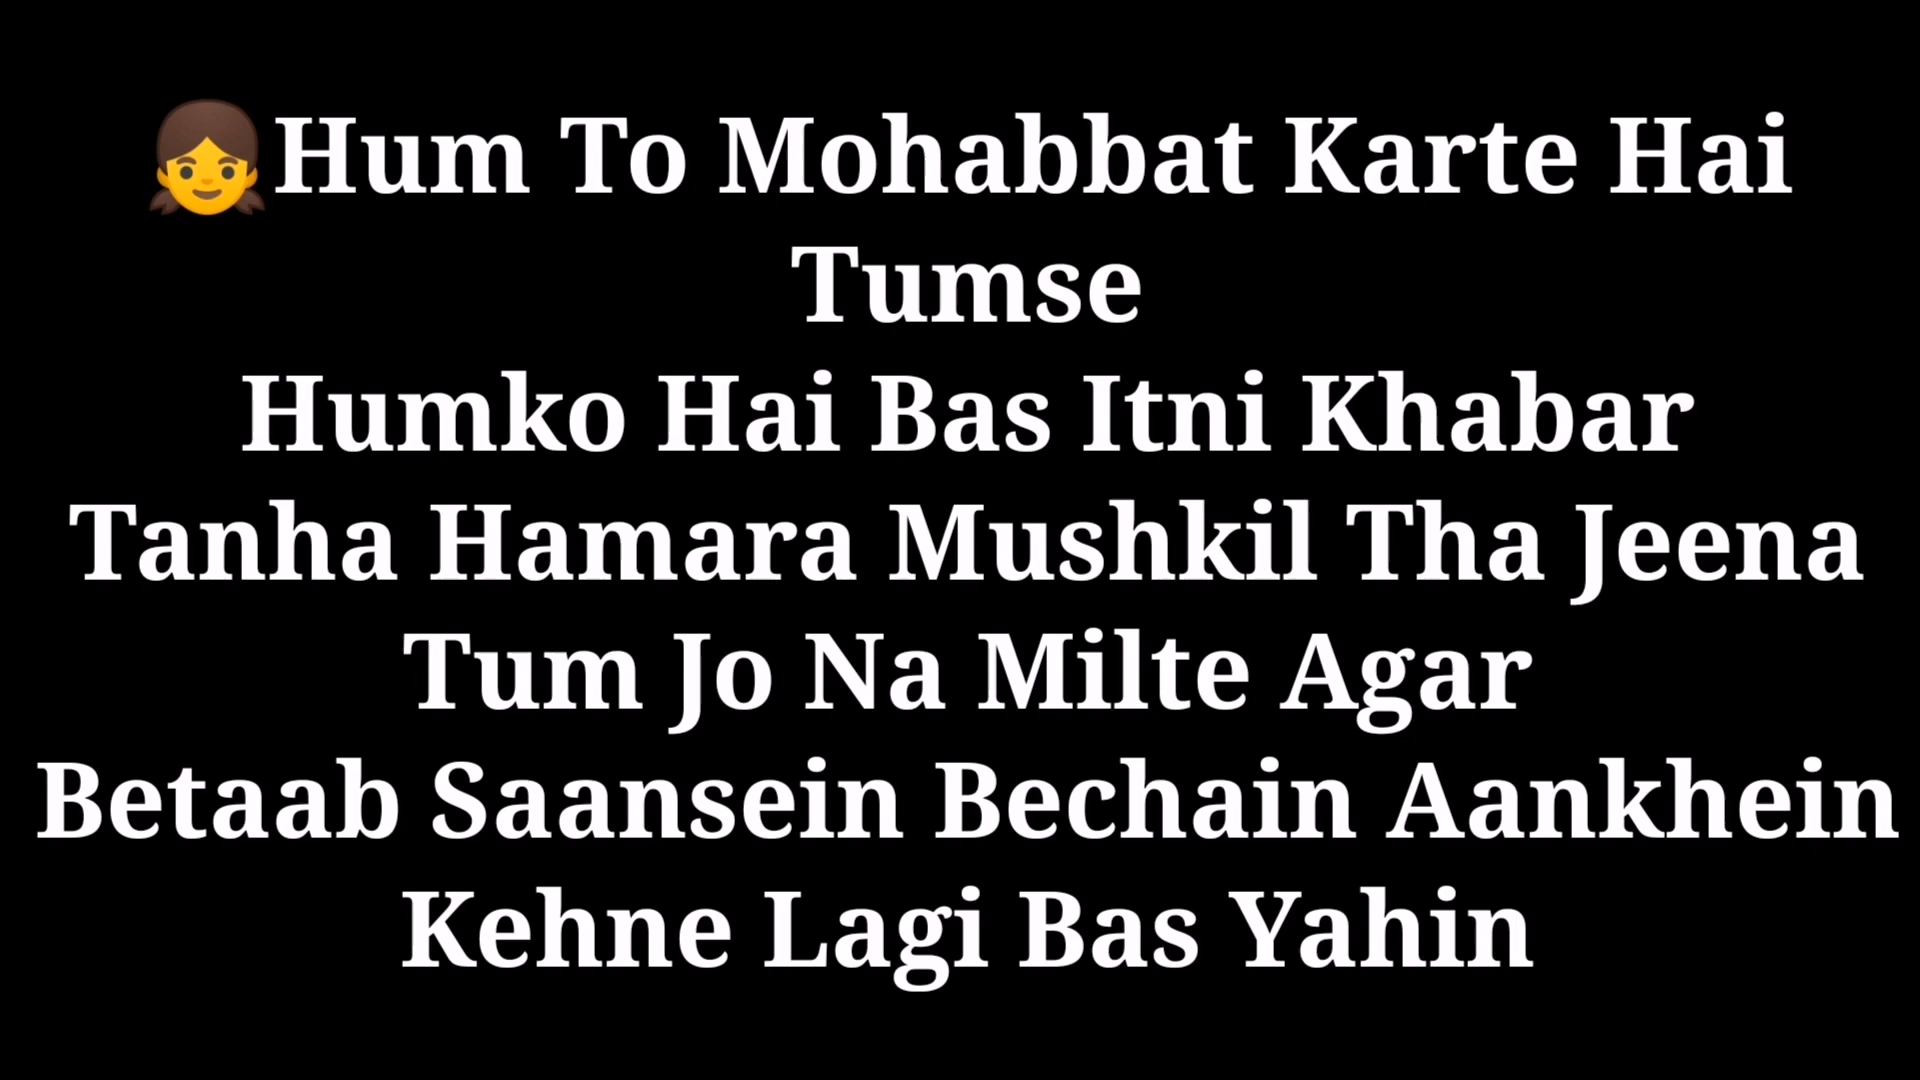 👧Hum To Mohabbat Karte Hai
Tumse
Humko Hai Bas Itni Khabar
Tanha Hamara Mushkil Tha Jeena
Tum Jo Na Milte Agar
Betaab Saansein Bechain Aankhein
Kehne Lagi Bas Yahin